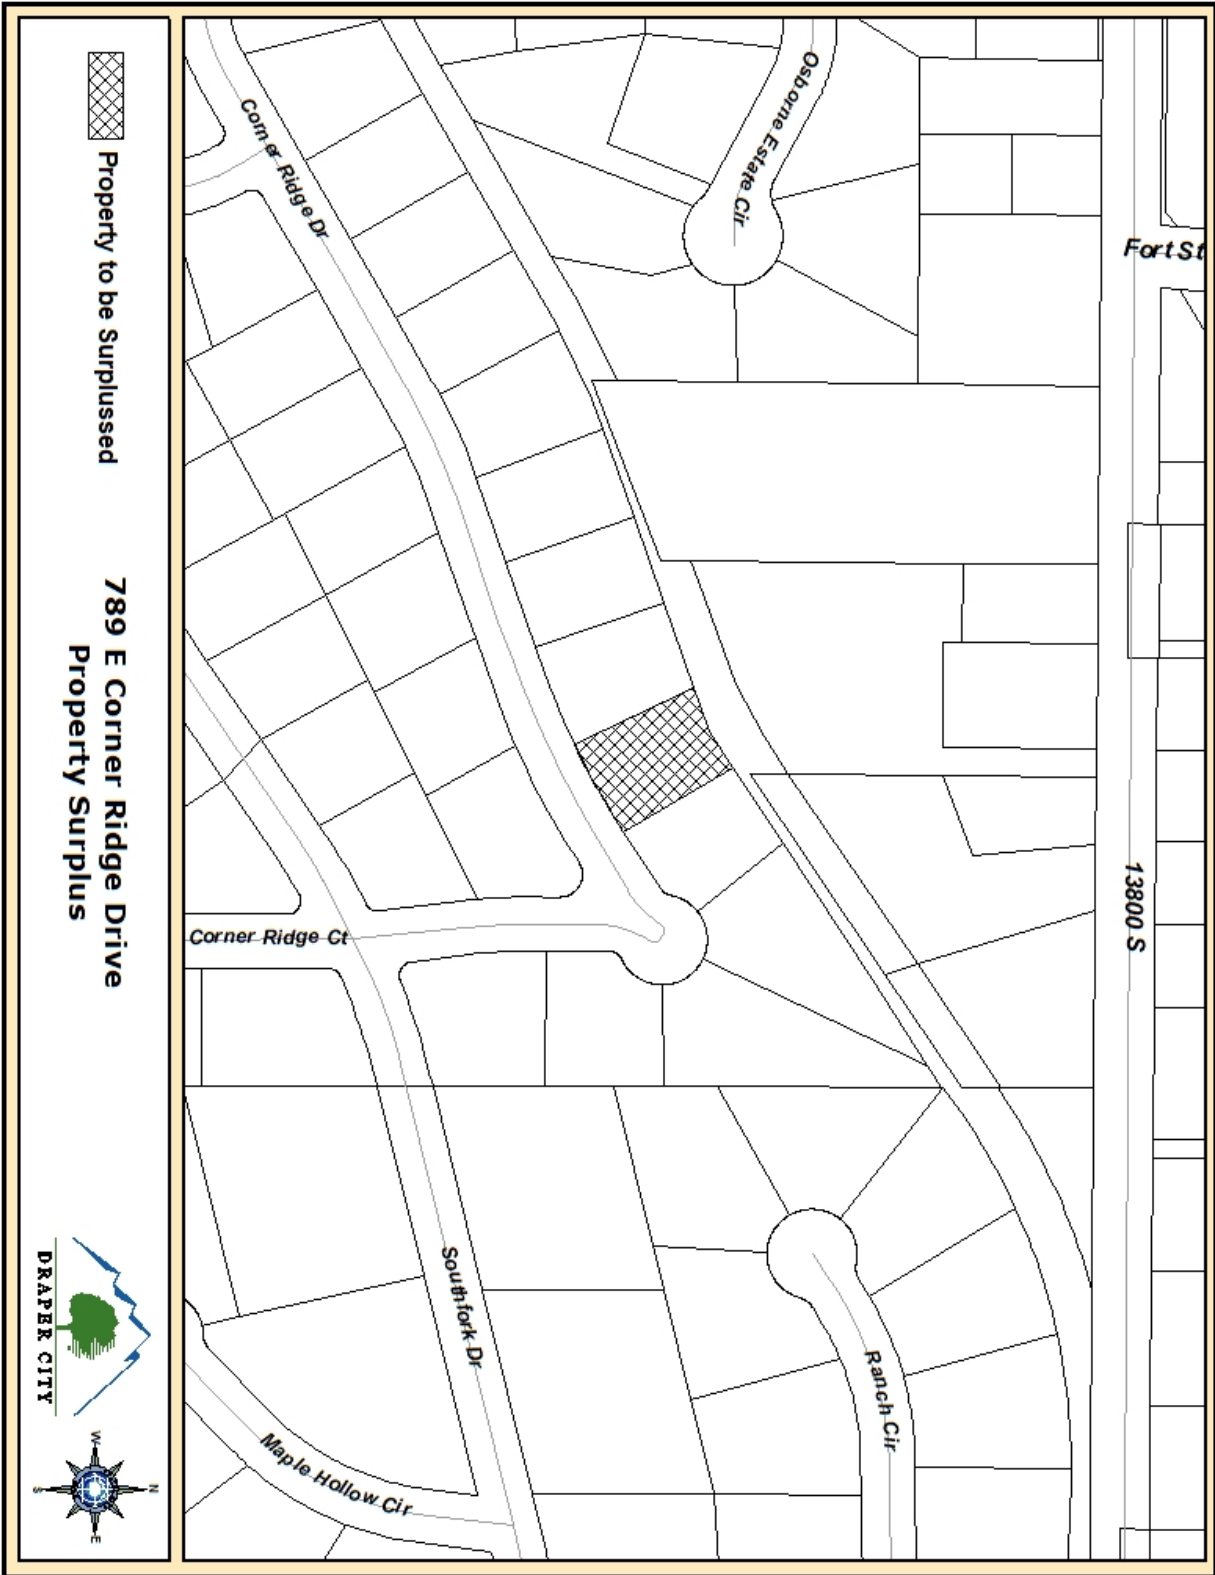 Fort St
Osborne Estate Cir
Corner Ridge Dr
13800 S
Corner Ridge Ct
Southfork Dr
Ranch Cir
Maple Hollow Cir
Property to be Surplussed
789 E Corner Ridge Drive
Property Surplus
DRAPER CITY
N
W
E
S